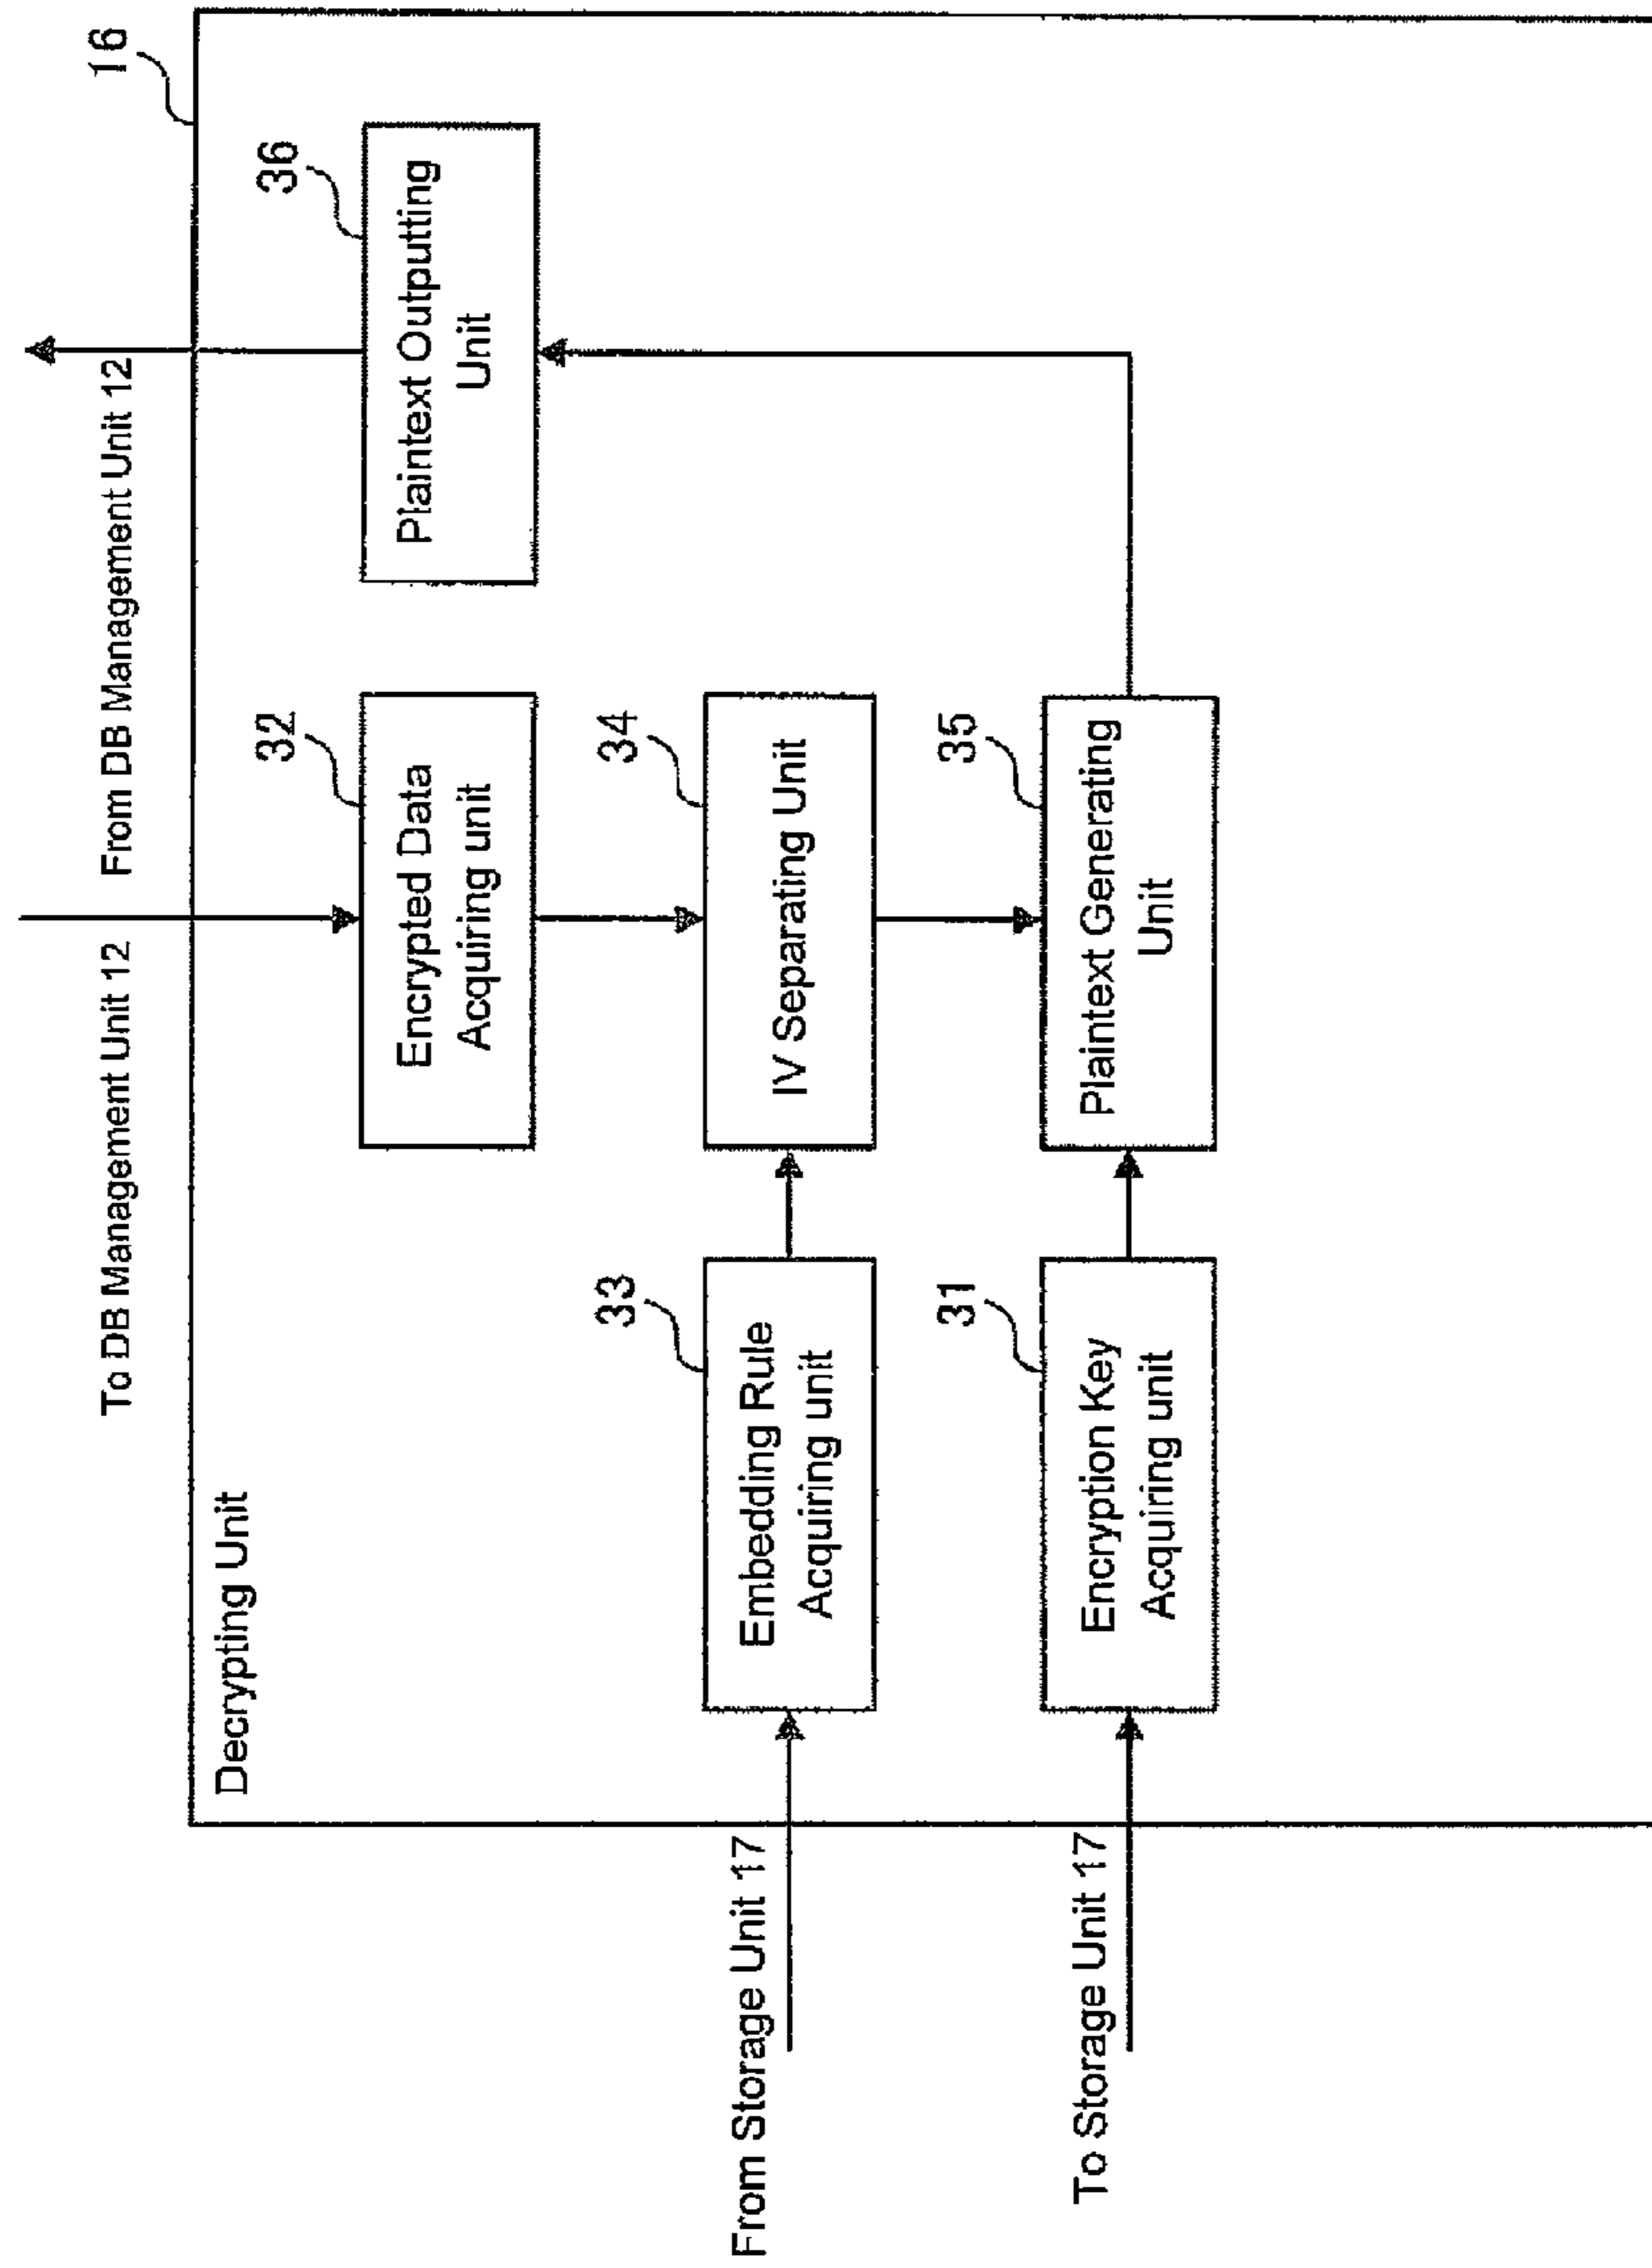 16
To DB Management Unit 12
From DB Management Unit 12
Decrypting Unit
32
Encrypted Data
Acquiring unit
36
Plaintext Outputting
Unit
33
Embedding Rule
Acquiring unit
34
IV Separating Unit
From Storage Unit 17
31
Encryption Key
Acquiring unit
35
Plaintext Generating
Unit
To Storage Unit 17